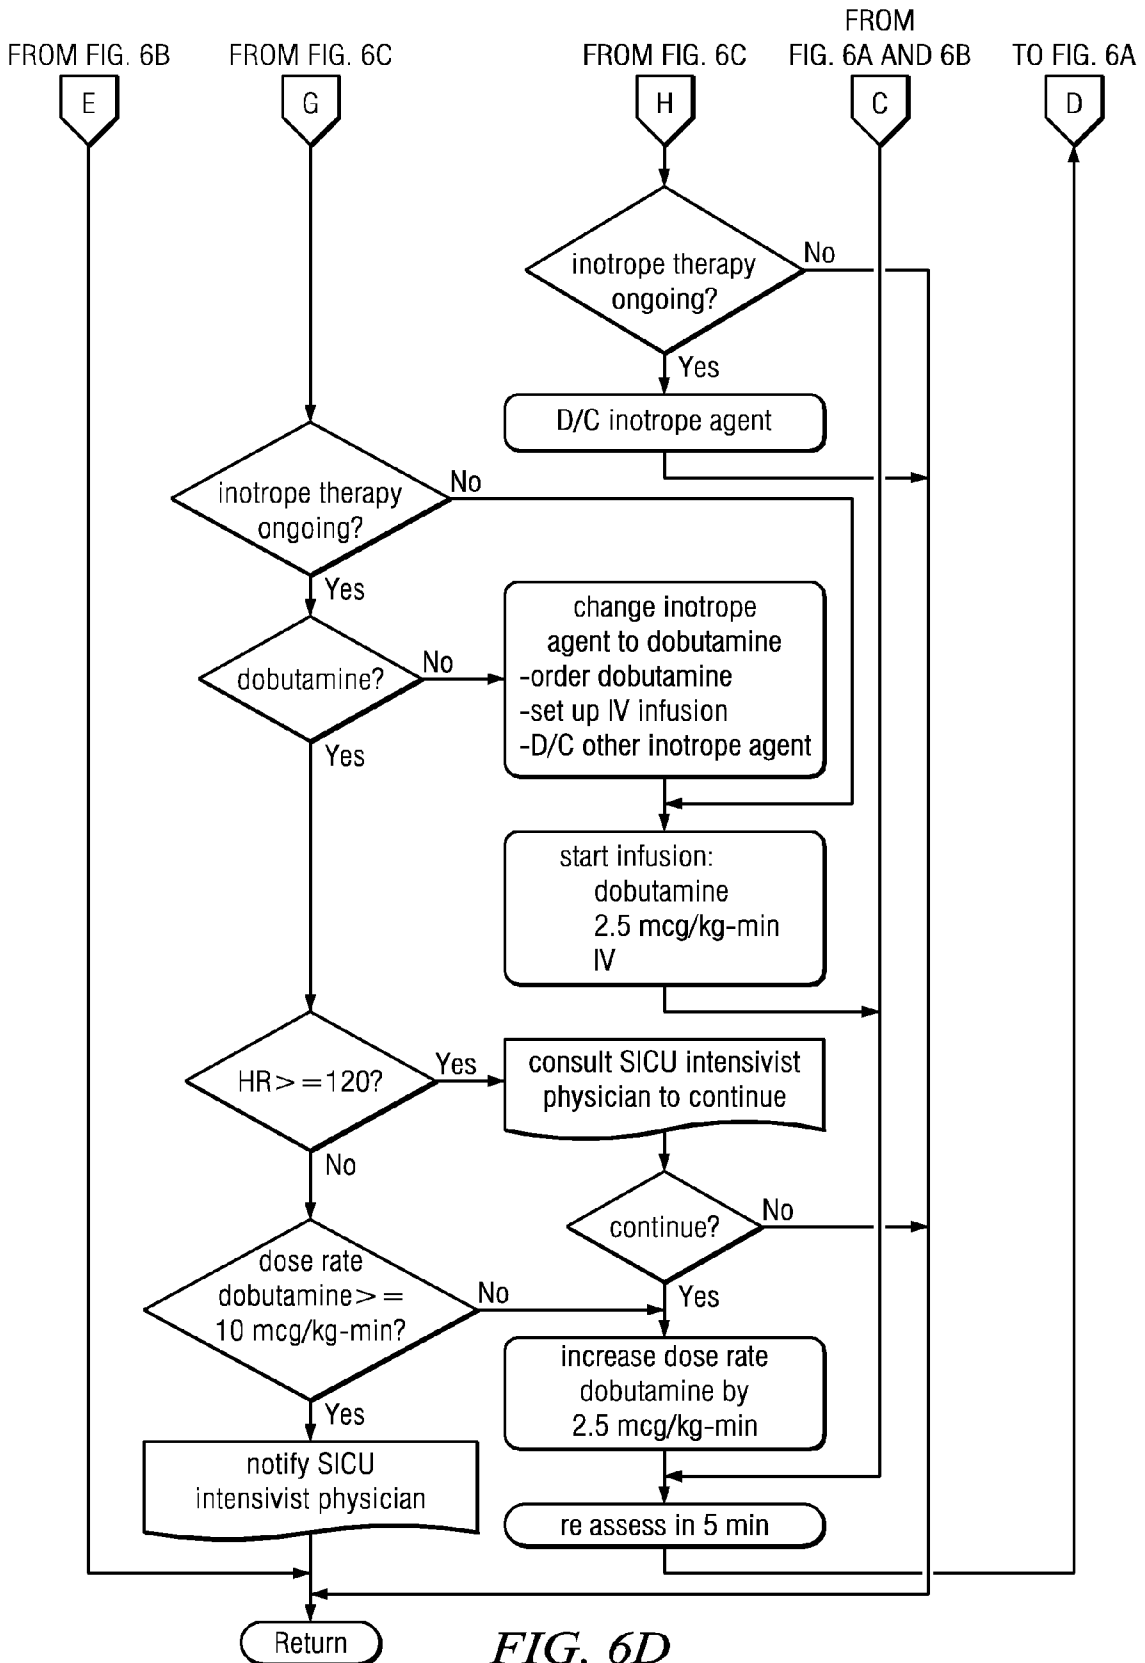 FROM FIG. 6B
FROM FIG. 6C
FROM FIG. 6C
FROM
FIG. 6A AND 6B
TO FIG. 6A
E
G
H
C
D
inotrope therapy
ongoing?
No
Yes
D/C inotrope agent
inotrope therapy
ongoing?
No
Yes
dobutamine?
No
Yes
change inotrope
agent to dobutamine
-order dobutamine
-set up IV infusion
-D/C other inotrope agent
start infusion:
dobutamine
2.5 mcg/kg-min
IV
HR>=120?
Yes
No
consult SICU intensivist
physician to continue
continue?
No
Yes
dose rate
dobutamine>=
10 mcg/kg-min?
No
Yes
increase dose rate
dobutamine by
2.5 mcg/kg-min
notify SICU
intensivist physician
re assess in 5 min
Return
FIG. 6D